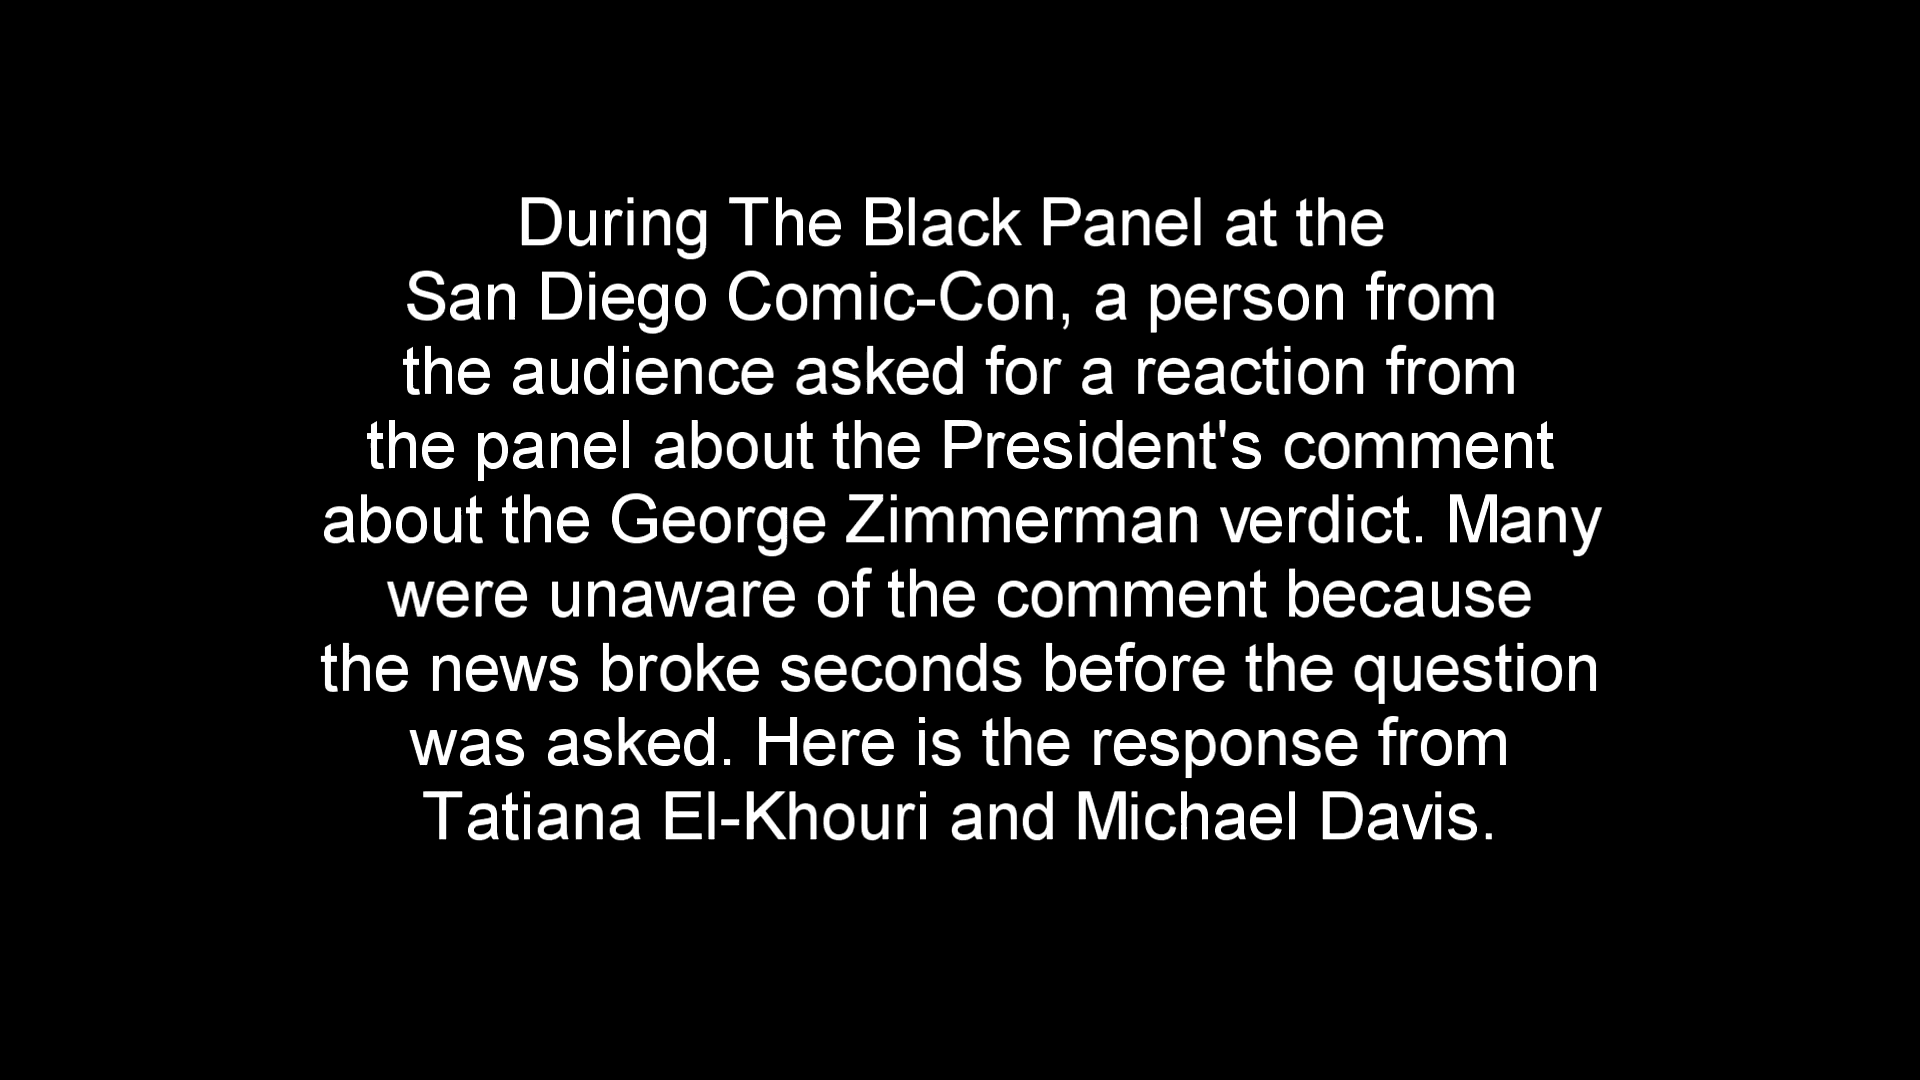 During The Black Panel at the
San Diego Comic-Con, a person from
the audience asked for a reaction from
the panel about the President's comment
about the George Zimmerman verdict. Many
were unaware of the comment because
the news broke seconds before the question
was asked. Here is the response from
Tatiana El-Khouri and Michael Davis.